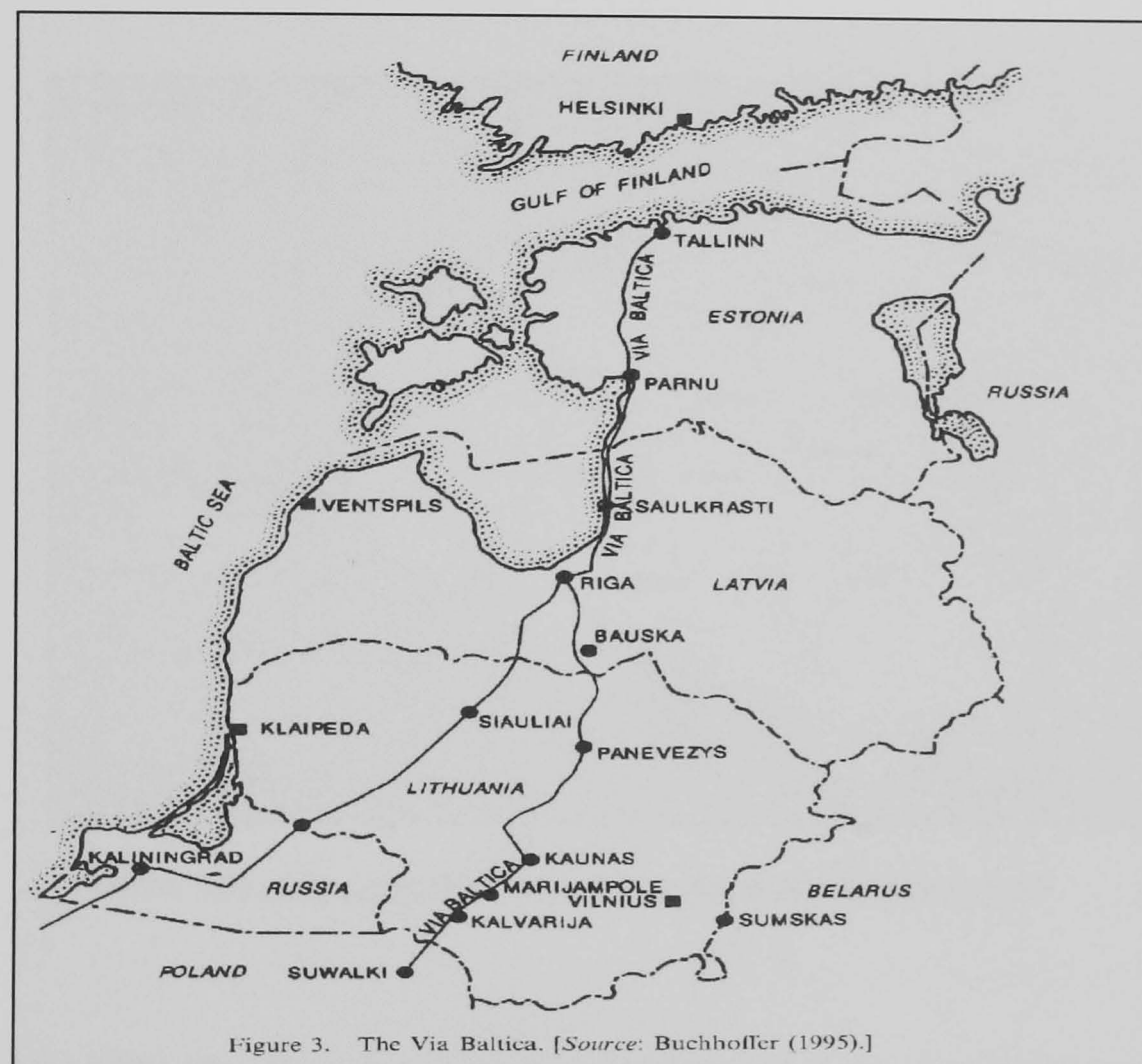 FINLAND
HELSINKI
GULF OF FINLAND
TALLINN
VIA BALTICA
ESTONIA
PARNU
RUSSIA
BALTIC SEA
VENTSPILS
VIA BALTICA
SAULKRASTI
RIGA
LATVIA
BAUSKA
KLAIPEDA
SIAULIAI
PANEVEZYS
LITHUANIA
KALININGRAD
KAUNAS
RUSSIA
VIA BALTICA
MARIJAMPOLE
VILNIUS
BELARUS
KALVARIJA
SUMSKAS
POLAND
SUWALKI
Figure 3. The Via Baltica. [Source: Buchhoffer (1995).]